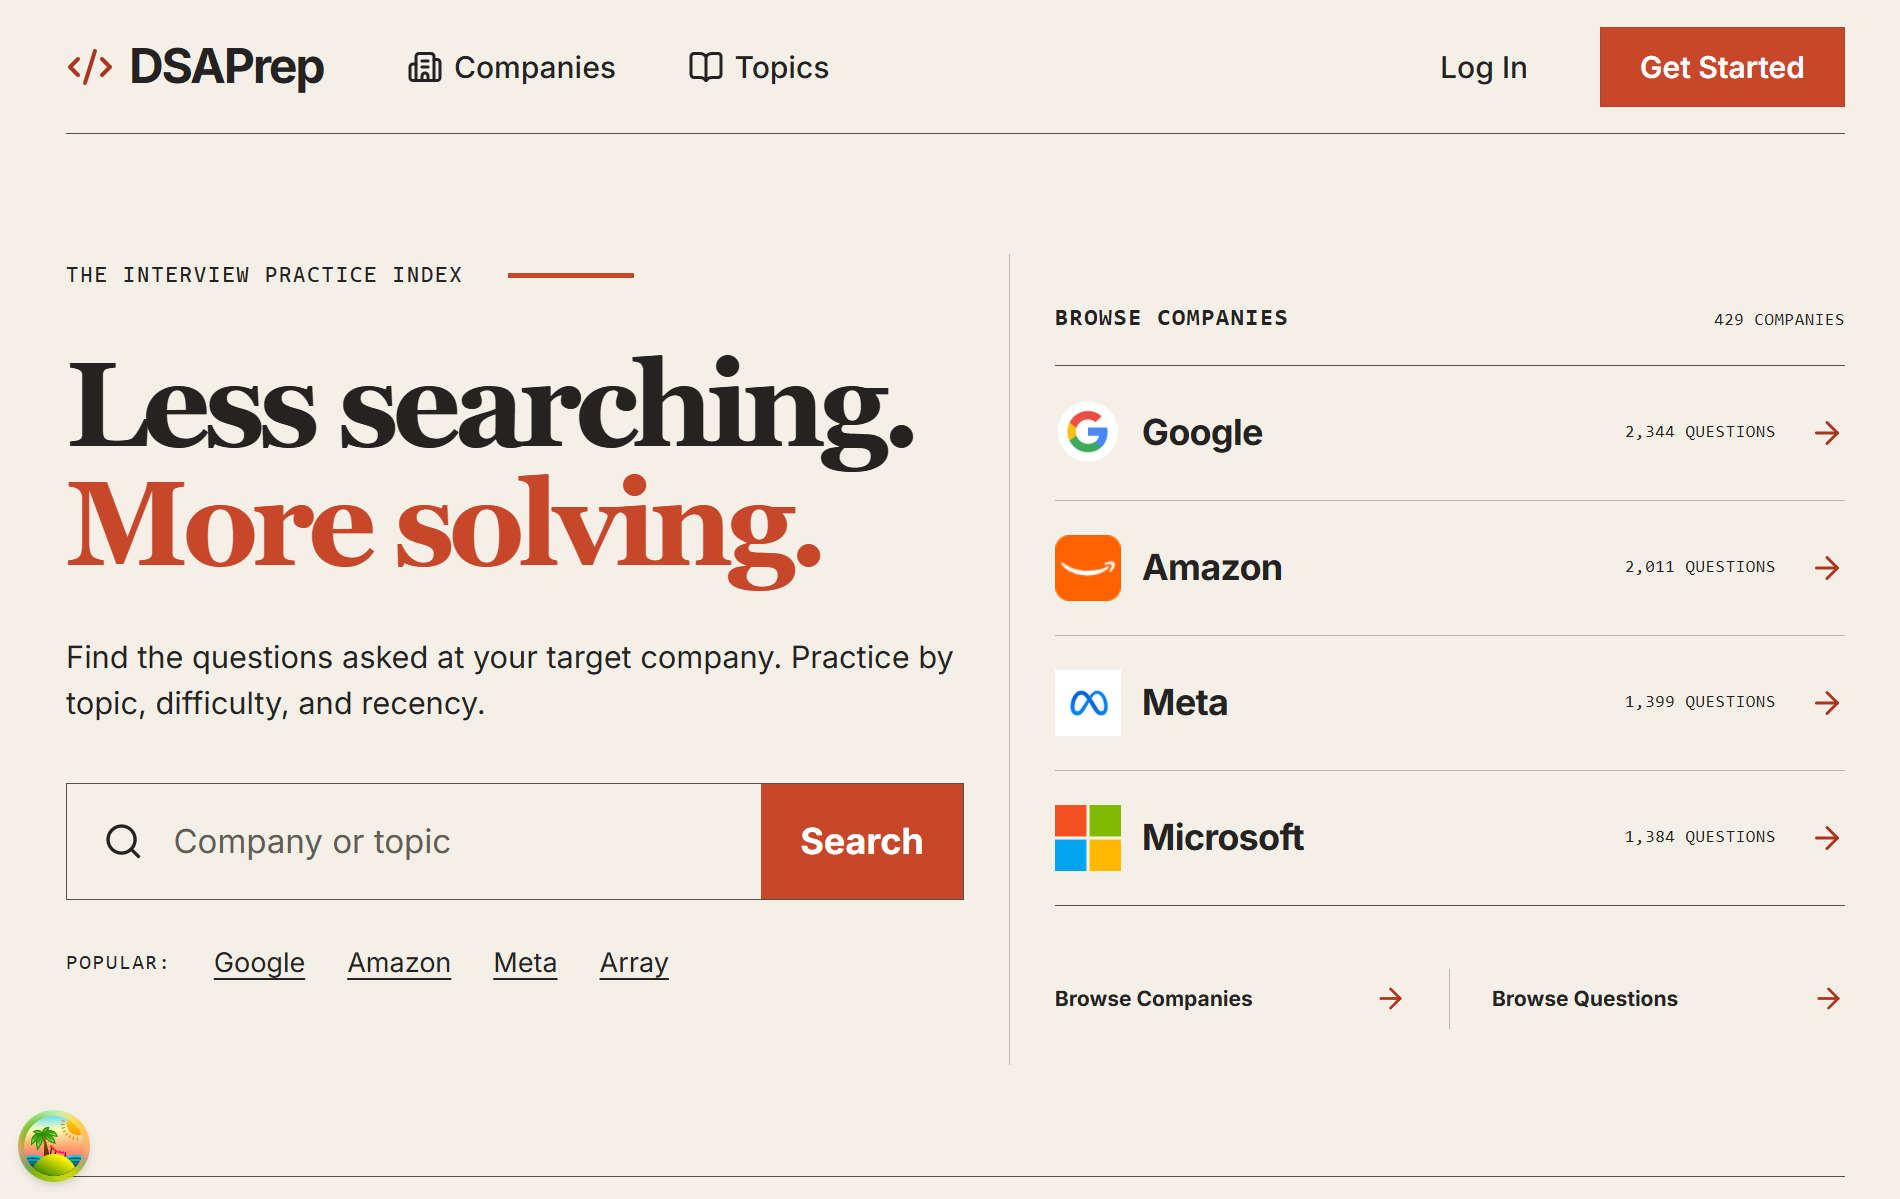 DSAPrep
Companies
Topics
Log In
Get Started
THE INTERVIEW PRACTICE INDEX
Less searching.
More solving.
Find the questions asked at your target company. Practice by
topic, difficulty, and recency.
Company or topic
Search
POPULAR: Google Amazon Meta Array
BROWSE COMPANIES
429 COMPANIES
Google
2,344 QUESTIONS
Amazon
2,011 QUESTIONS
Meta
1,399 QUESTIONS
Microsoft
1,384 QUESTIONS
Browse Companies
Browse Questions